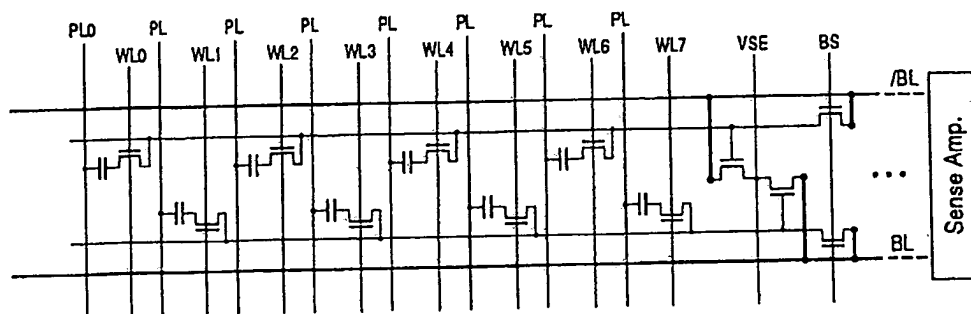 PL0 PL PL PL PL PL PL PL
WL0 WL1 WL2 WL3 WL4 WL5 WL6 WL7 VSE BS
/BL
BL
Sense Amp.